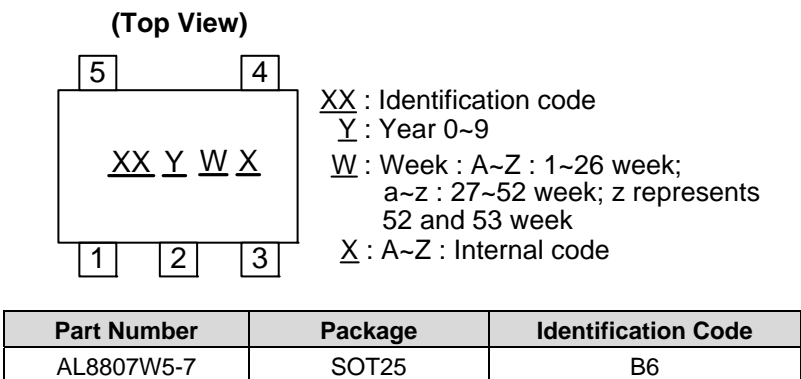 (Top View)
5 4
XX Y W X
1 2 3
XX : Identification code
Y : Year 0~9
W : Week : A~Z : 1~26 week;
a~z : 27~52 week; z represents
52 and 53 week
X : A~Z : Internal code
Part Number Package Identification Code
AL8807W5-7 SOT25 B6